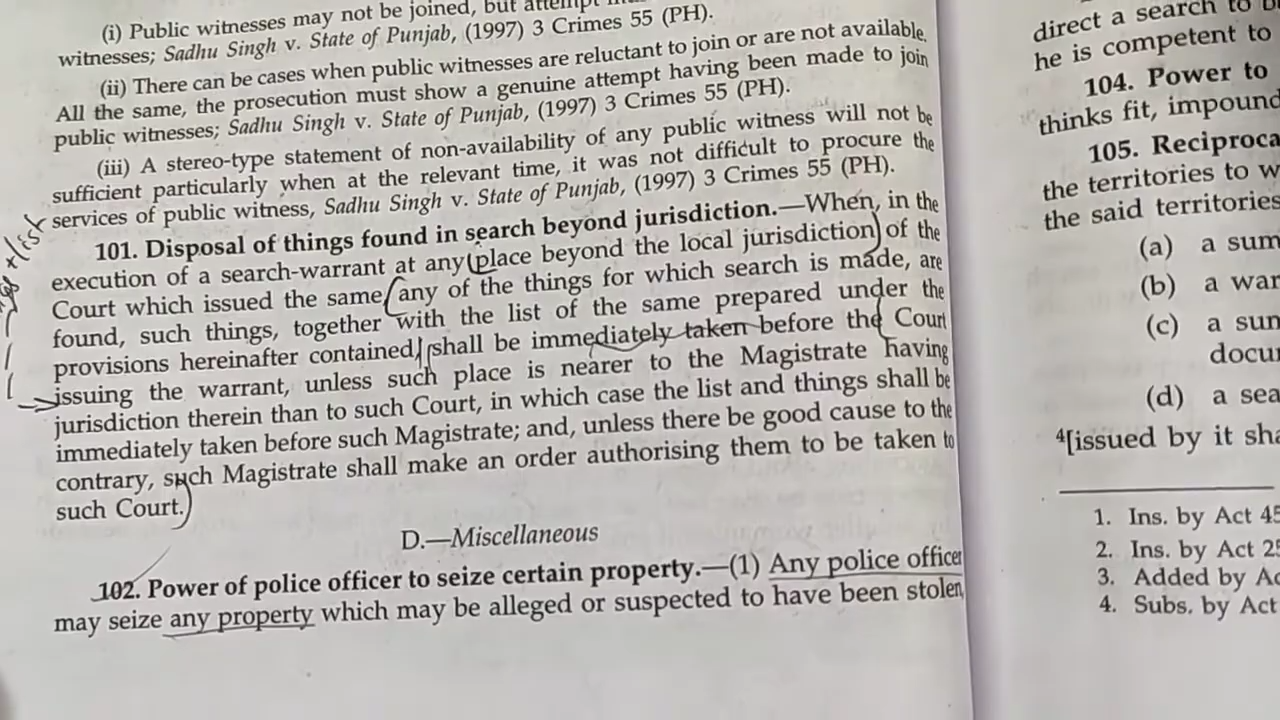 (i) Public witnesses may not be joined, but
witnesses; Sadhu Singh v. State of Punjab, (1997) 3 Crimes 55 (PH).
(ii) There can be cases when public witnesses are reluctant to join or are not available.
All the same, the prosecution must show a genuine attempt having been made to join
public witnesses; Sadhu Singh v. State of Punjab, (1997) 3 Crimes 55 (PH).
(iii) A stereo-type statement of non-availability of any public witness will not be
sufficient particularly when at the relevant time, it was not difficult to procure the
services of public witness, Sadhu Singh v. State of Punjab, (1997) 3 Crimes 55 (PH).
101. Disposal of things found in search beyond jurisdiction.—When, in the
execution of a search-warrant at any place beyond the local jurisdiction of the
Court which issued the same, any of the things for which search is made, are
found, such things, together with the list of the same prepared under the
provisions hereinafter contained, shall be immediately taken before the Court
issuing the warrant, unless such place is nearer to the Magistrate having
jurisdiction therein than to such Court, in which case the list and things shall be
immediately taken before such Magistrate; and, unless there be good cause to the
contrary, such Magistrate shall make an order authorising them to be taken to
such Court.
D.—Miscellaneous
102. Power of police officer to seize certain property.—(1) Any police officer
may seize any property which may be alleged or suspected to have been stolen,
direct a search to
he is competent to
104. Power to
thinks fit, impound
105. Reciproca
the territories to w
the said territories
(a) a sum
(b) a war
(c) a sum
docu
(d) a sea
4[issued by it sha
1. Ins. by Act 45
2. Ins. by Act 25
3. Added by Ac
4. Subs. by Act